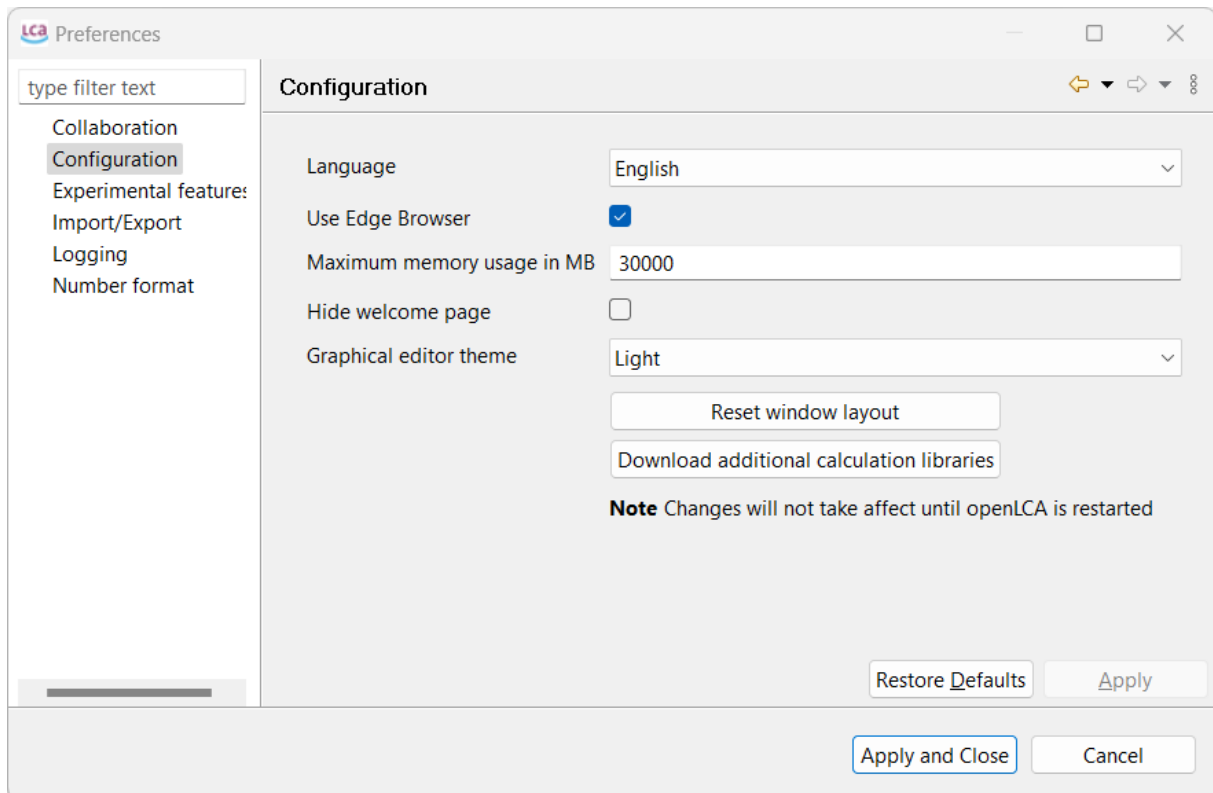 LCa Preferences
type filter text
Configuration
Collaboration
Configuration
Experimental features
Import/Export
Logging
Number format
Language
English
Use Edge Browser
Maximum memory usage in MB
30000
Hide welcome page
Graphical editor theme
Light
Reset window layout
Download additional calculation libraries
Note Changes will not take affect until openLCA is restarted
Restore Defaults
Apply
Apply and Close
Cancel